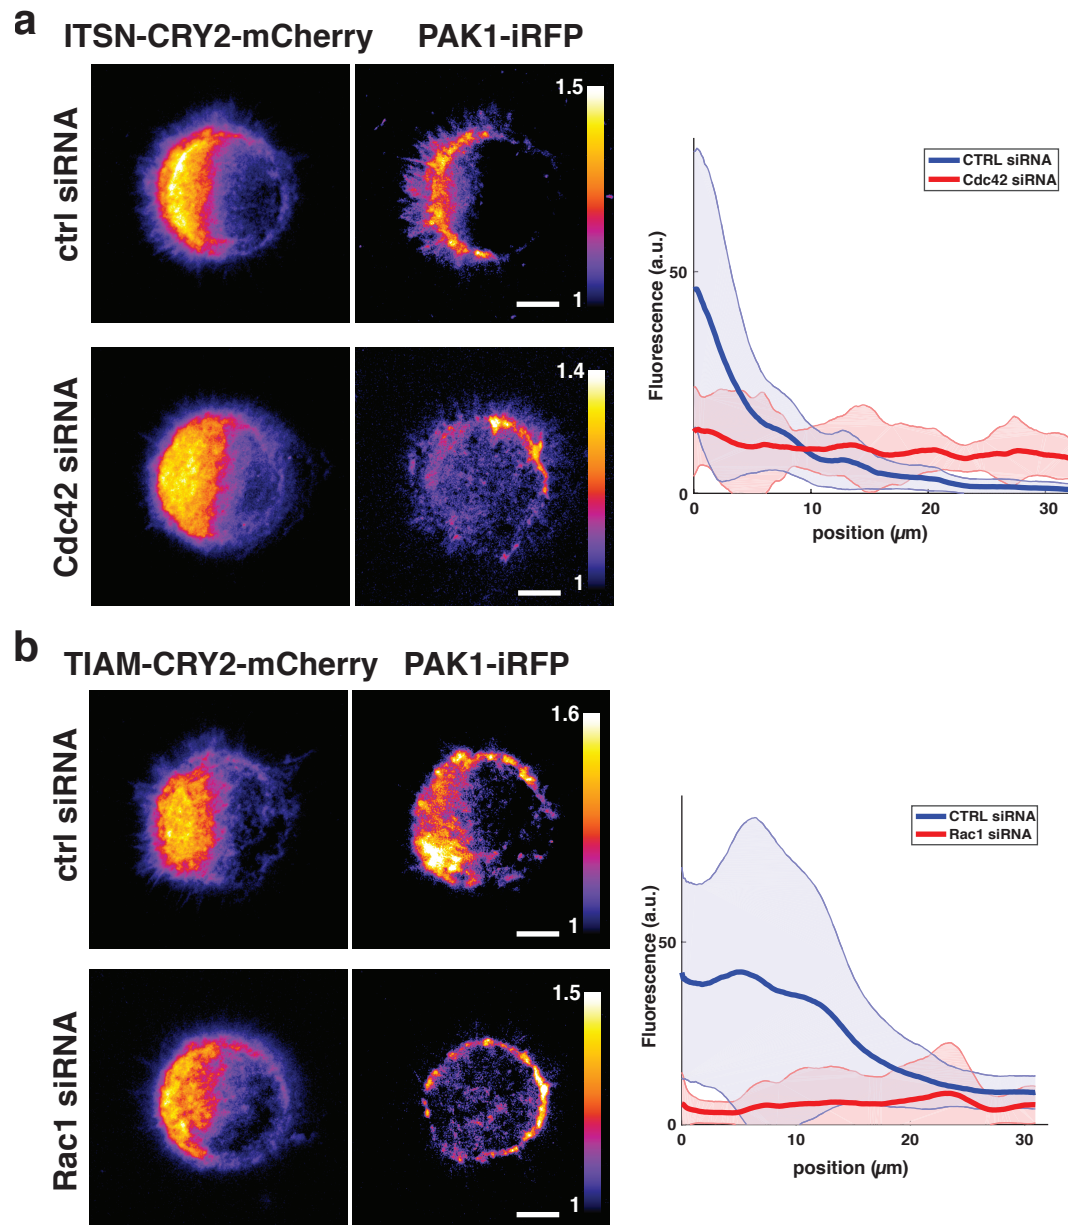 a
ITSN-CRY2-mCherry PAK1-iRFP
ctrl siRNA
1.5
1
CTRL siRNA
Cdc42 siRNA
Fluorescence (a.u.)
50
0
0 10 20 30
position (µm)
Cdc42 siRNA
1.4
1
b
TIAM-CRY2-mCherry PAK1-iRFP
ctrl siRNA
1.6
1
CTRL siRNA
Rac1 siRNA
Fluorescence (a.u.)
50
0
0 10 20 30
position (µm)
Rac1 siRNA
1.5
1